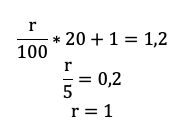 r/100 * 20 + 1 = 1,2
r/5 = 0,2
r = 1